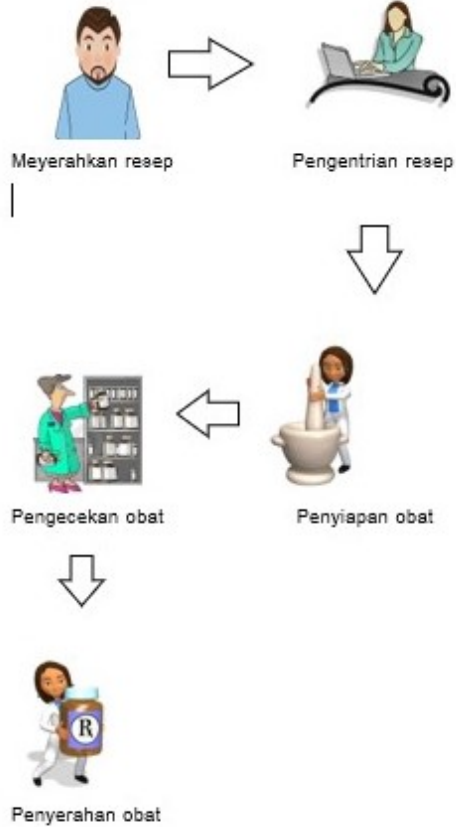 Meyerahkan resep
Pengentrian resep
Penyiapan obat
Pengecekan obat
R
Penyerahan obat